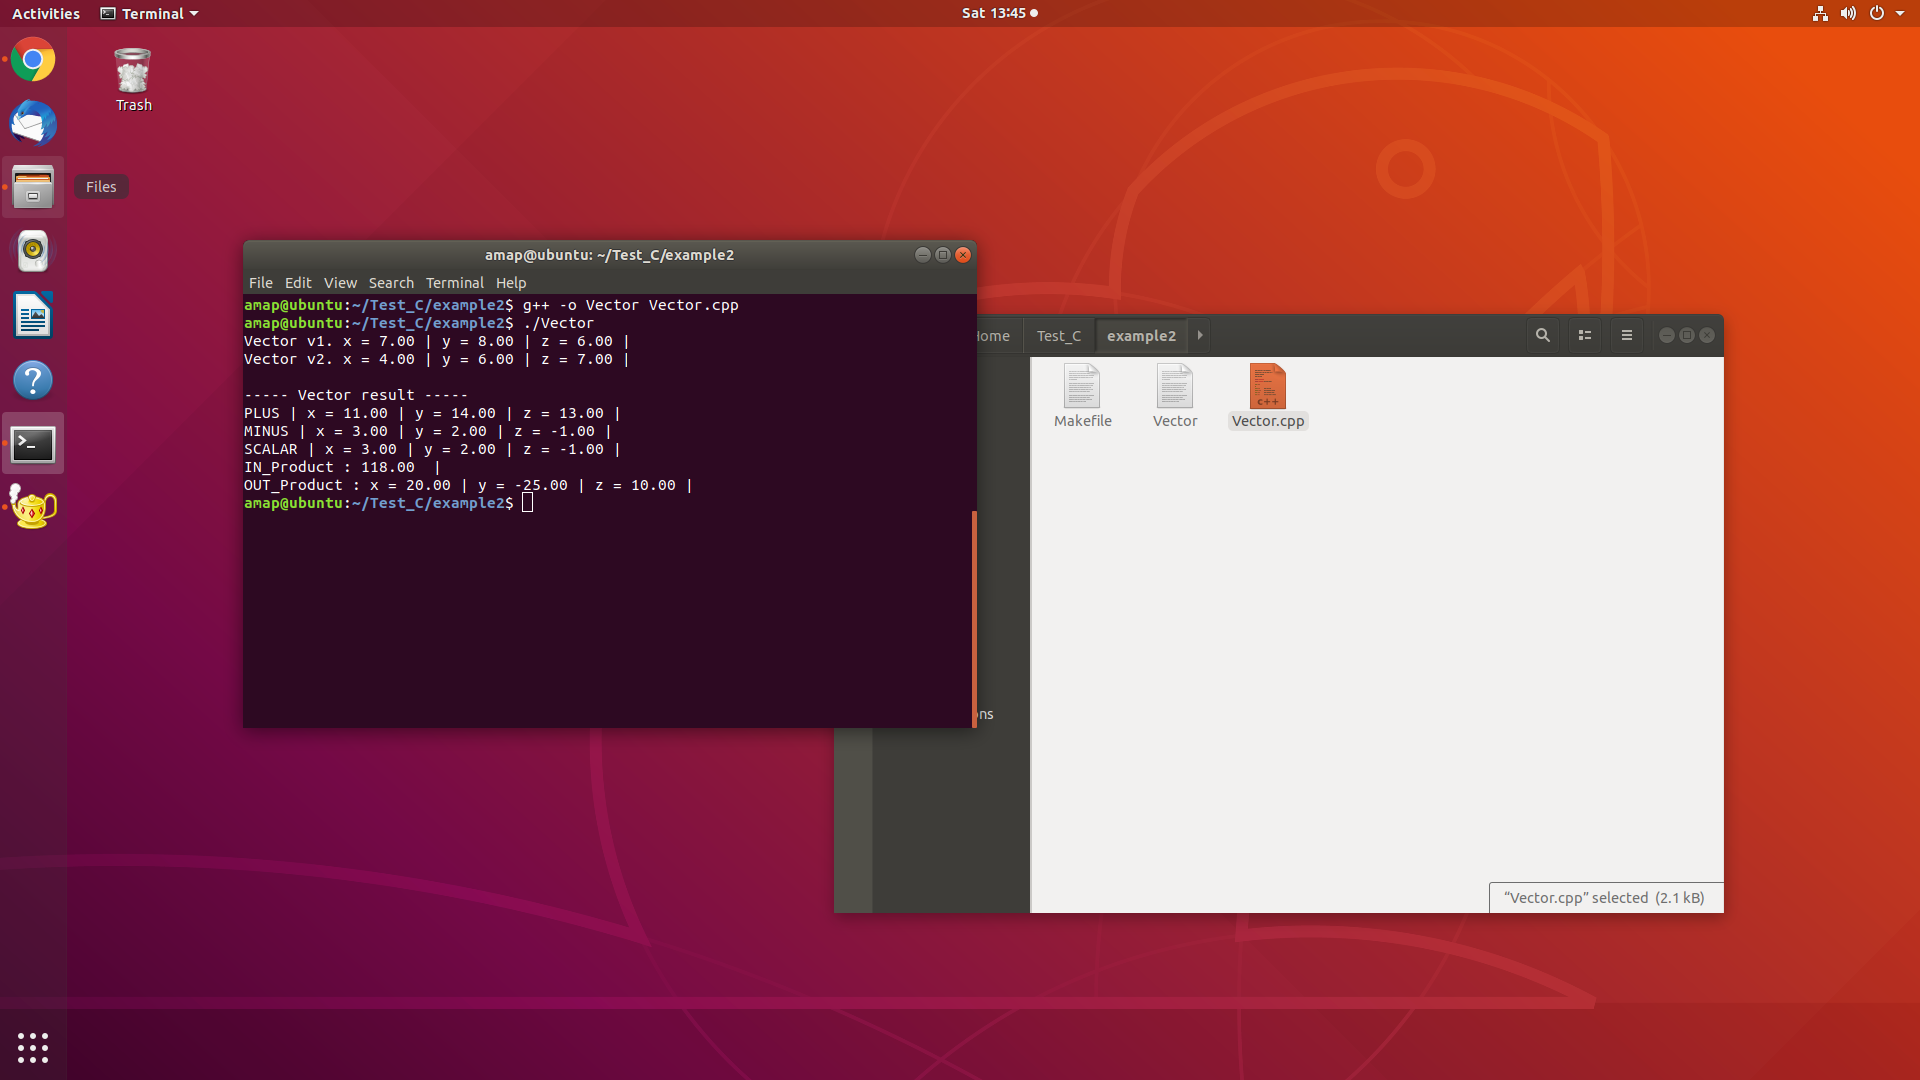 Activities
Terminal
Sat 13:45
Trash
Files
amap@ubuntu: ~/Test_C/example2
File Edit View Search Terminal Help
amap@ubuntu:~/Test_C/example2$ g++ -o Vector Vector.cpp
amap@ubuntu:~/Test_C/example2$ ./Vector
Vector v1. x = 7.00 | y = 8.00 | z = 6.00 |
Vector v2. x = 4.00 | y = 6.00 | z = 7.00 |
----- Vector result -----
PLUS | x = 11.00 | y = 14.00 | z = 13.00 |
MINUS | x = 3.00 | y = 2.00 | z = -1.00 |
SCALAR | x = 3.00 | y = 2.00 | z = -1.00 |
IN_Product : 118.00  |
OUT_Product : x = 20.00 | y = -25.00 | z = 10.00 |
amap@ubuntu:~/Test_C/example2$
ome
Test_C
example2
Makefile
Vector
Vector.cpp
C++
ns
“Vector.cpp” selected (2.1 kB)